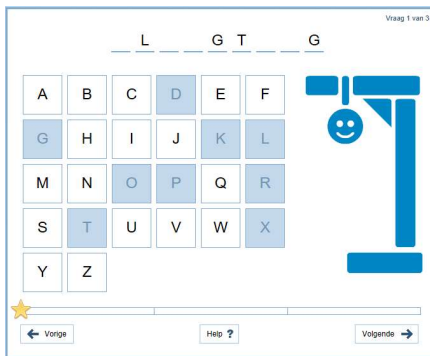 Vraag 1 van 3
_ L _ _ G T _ _ G
A B C D E F
G H I J K L
M N O P Q R
S T U V W X
Y Z
Vorige Help ? Volgende